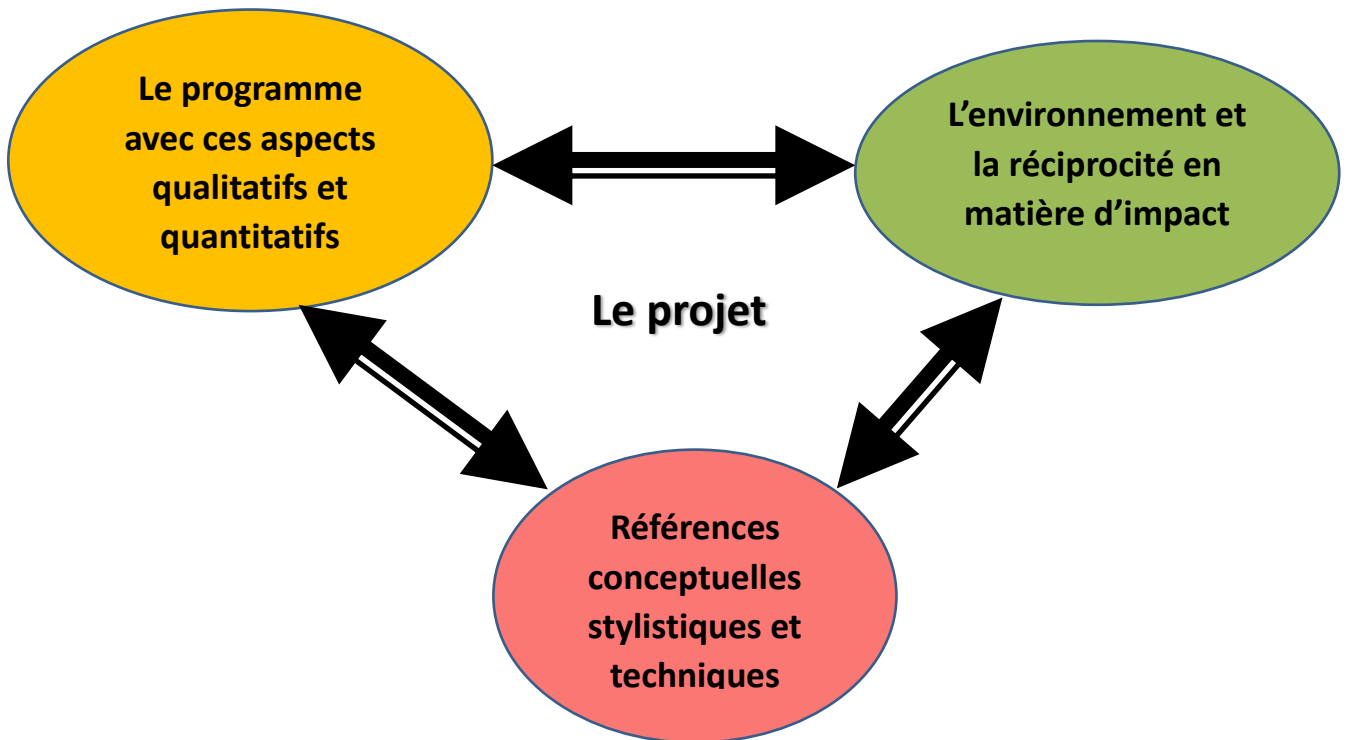 Le programme
avec ces aspects
qualitatifs et
quantitatifs
L’environnement et
la réciprocité en
matière d’impact
Le projet
Références
conceptuelles
stylistiques et
techniques